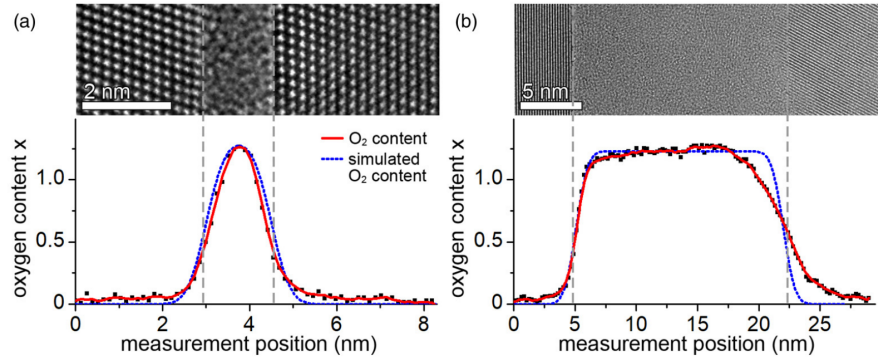 (a)
2 nm
oxygen content x
1.0
0.5
0
O₂ content
simulated
O₂ content
0 2 4 6 8
measurement position (nm)
(b)
5 nm
oxygen content x
1.0
0.5
0
0 5 10 15 20 25
measurement position (nm)